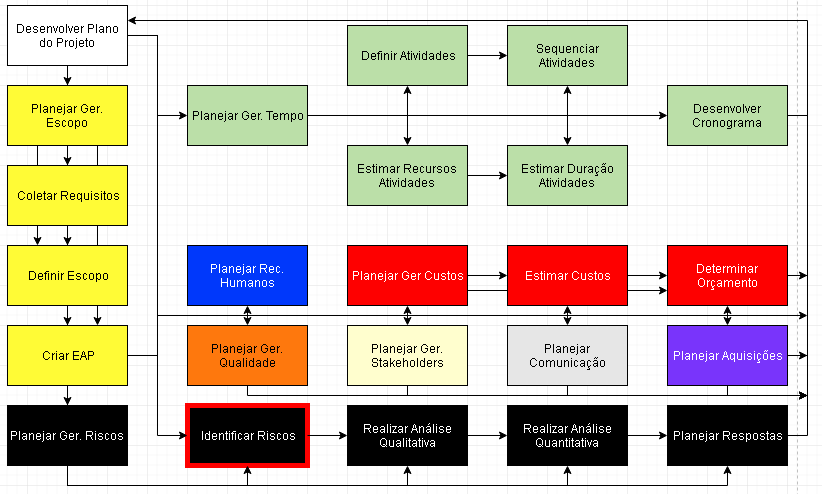 Desenvolver Plano
do Projeto
Definir Atividades
Sequenciar
Atividades
Planejar Ger.
Escopo
Planejar Ger. Tempo
Desenvolver
Cronograma
Coletar Requisitos
Estimar Recursos
Atividades
Estimar Duração
Atividades
Definir Escopo
Planejar Rec.
Humanos
Planejar Ger Custos
Estimar Custos
Determinar
Orçamento
Criar EAP
Planejar Ger.
Qualidade
Planejar Ger.
Stakeholders
Planejar
Comunicação
Planejar Aquisições
Planejar Ger. Riscos
Identificar Riscos
Realizar Análise
Qualitativa
Realizar Análise
Quantitativa
Planejar Respostas